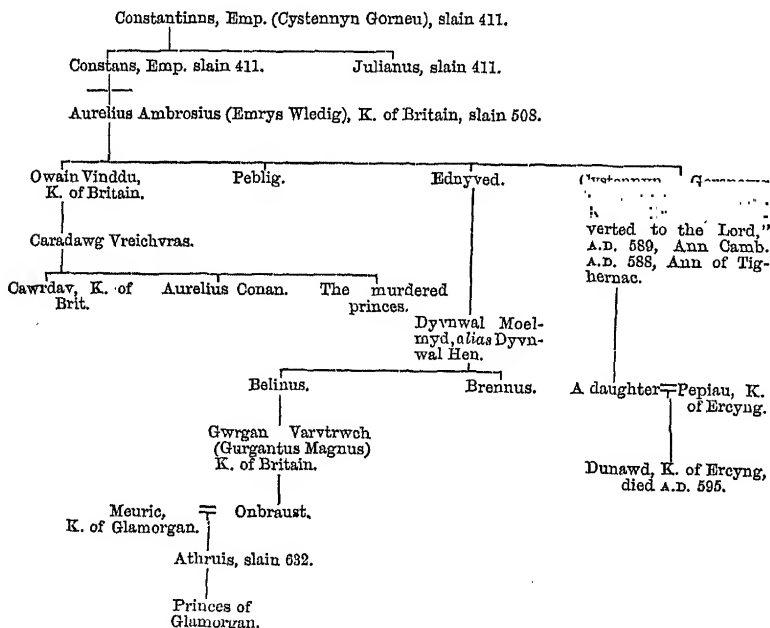 Constantinns, Emp. (Cystennyn Gorneu), slain 411.
Constans, Emp. slain 411. Julianus, slain 411.
Aurelius Ambrosius (Emrys Wledig), K. of Britain, slain 508.
Owain Vinddu,
K. of Britain.
Peblig.
Ednyved.
verted to the Lord,"
A.D. 589, Ann Camb.
A.D. 588, Ann of Tig-
hernac.
Caradawg Vreichvras.
Cawrdav, K. of
Brit.
Aurelius Conan.
The murdered
princes.
Dyvnwal Moel-
myd, alias Dyvn-
wal Hen.
Belinus. Brennus.
A daughter Pepiau, K.
of Ercyng.
Gwrgan Varvtrwch
(Gurgantus Magnus)
K. of Britain.
Dunawd, K. of Ercyng,
died A.D. 595.
Meuric,
K. of Glamorgan.
Onbraust.
Athruis, slain 632.
Princes of
Glamorgan.